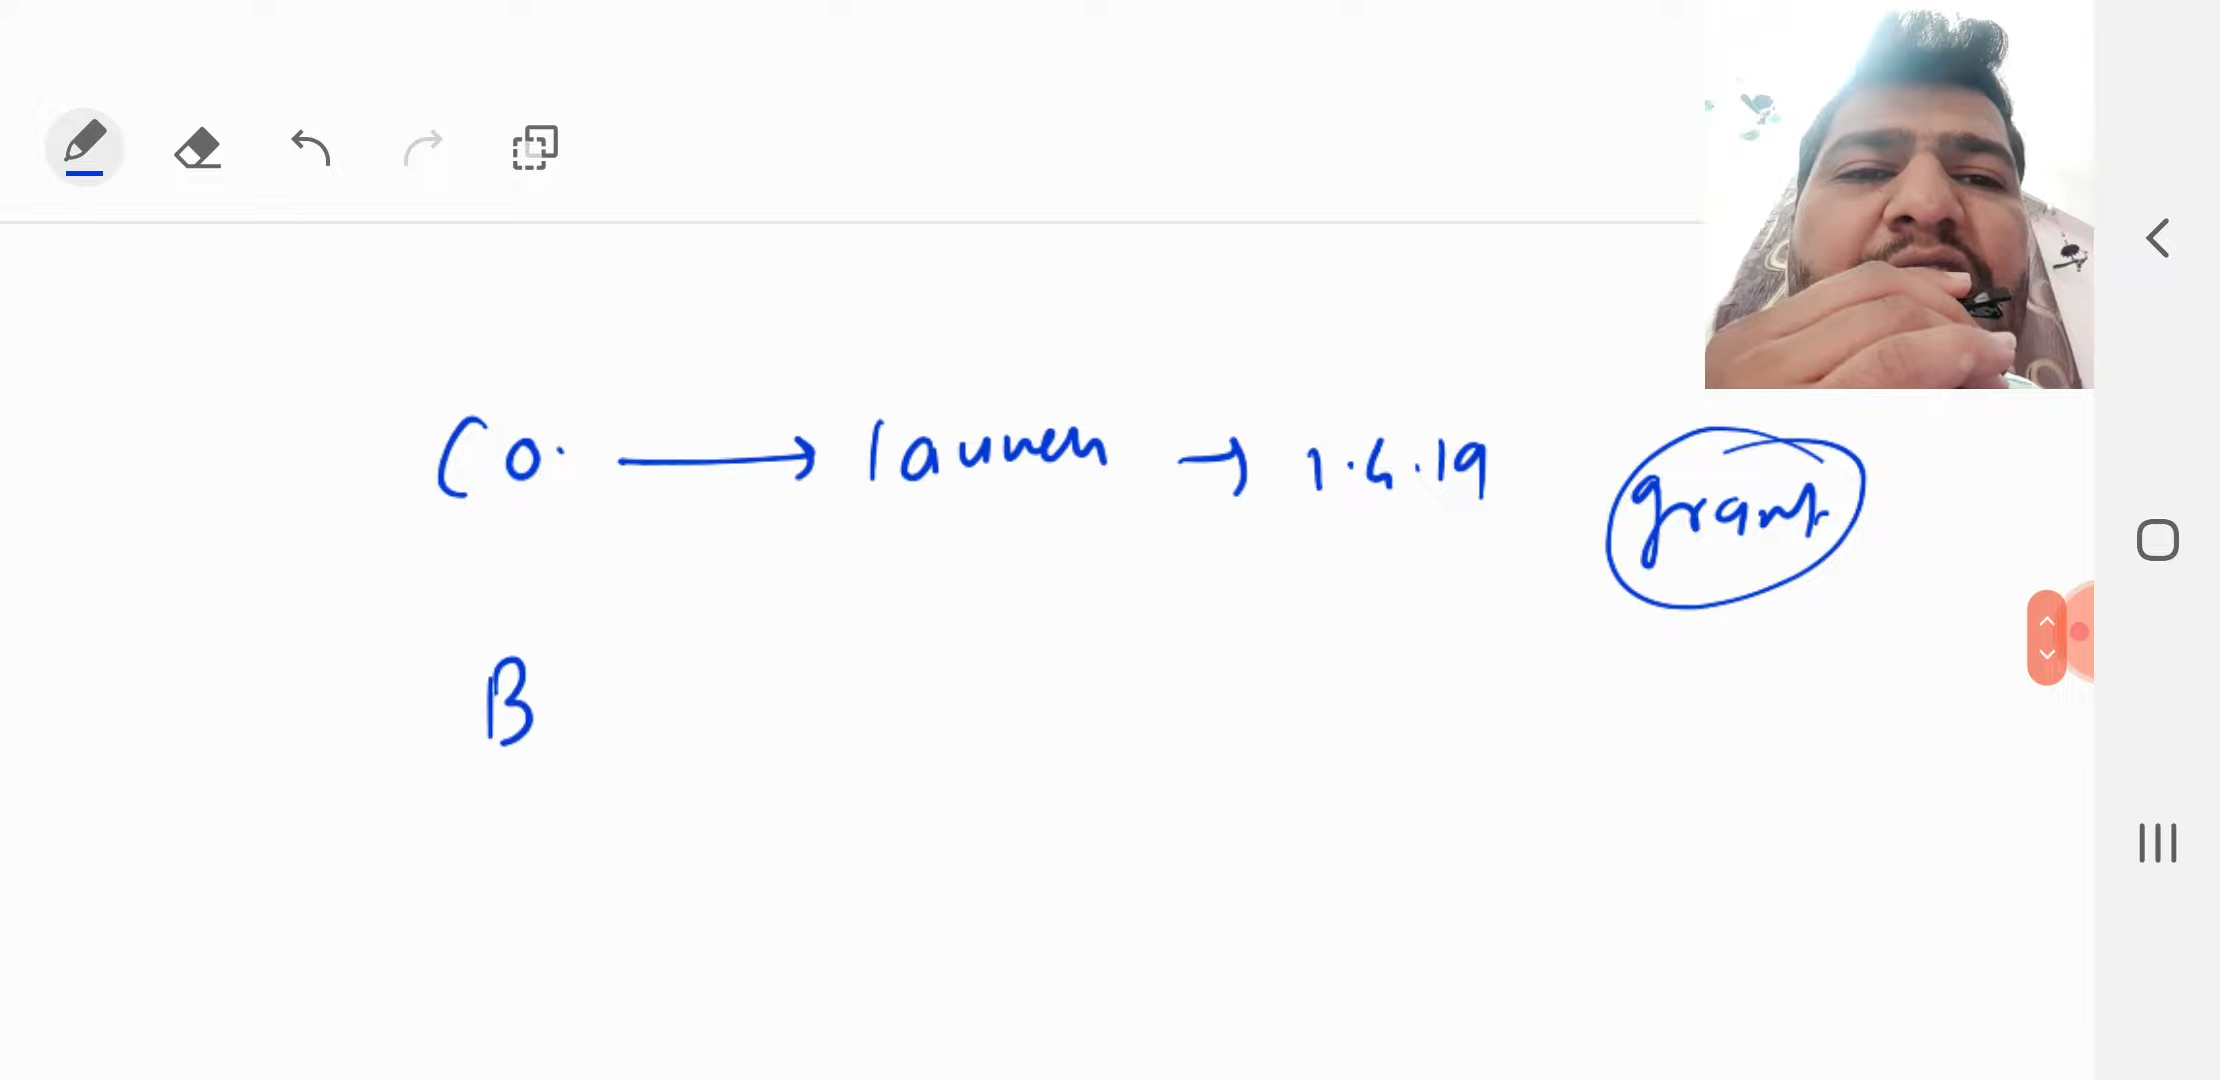 Co. → launch → 1.4.19 grant
B